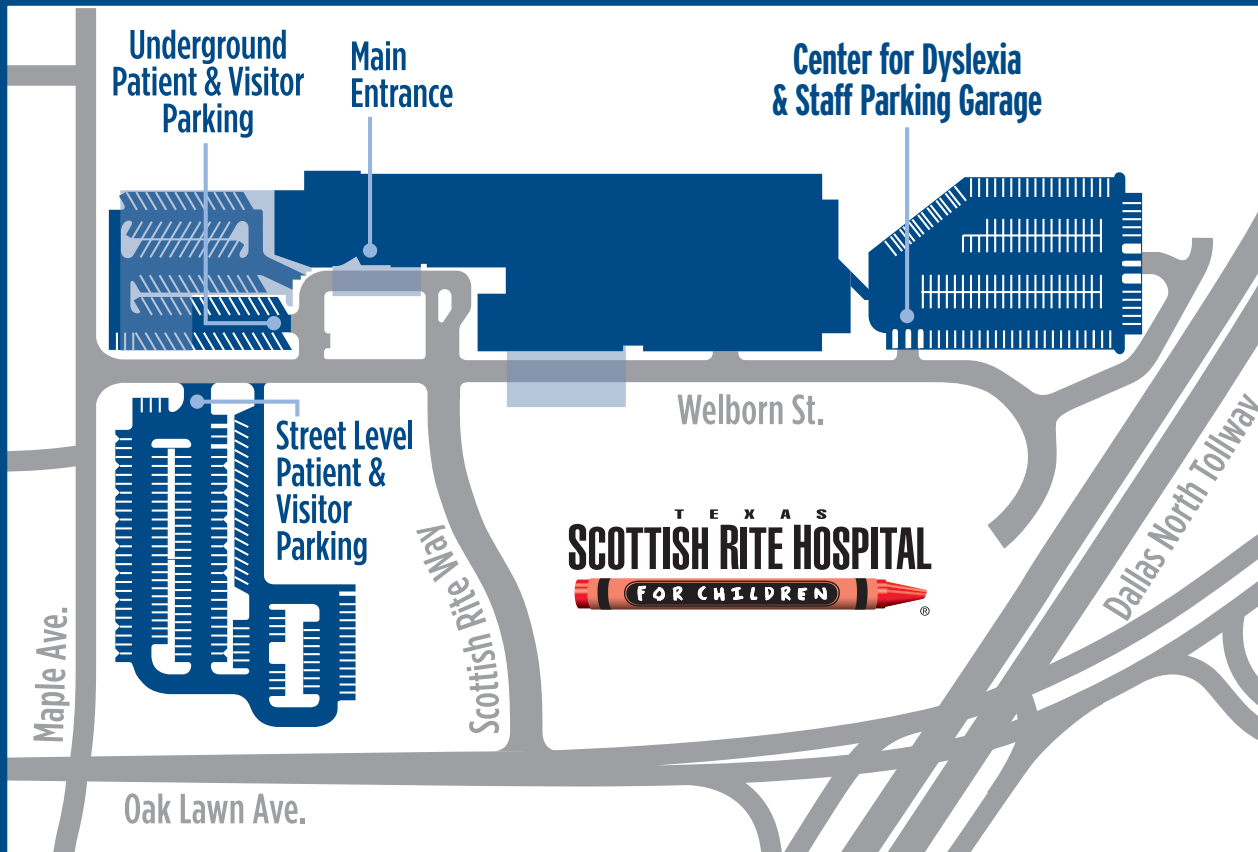 Underground
Patient & Visitor
Parking
Main
Entrance
Center for Dyslexia
& Staff Parking Garage
Welborn St.
Street Level
Patient &
Visitor
Parking
TEXAS
SCOTTISH RITE HOSPITAL
FOR CHILDREN
®
Scottish Rite Way
Dallas North Tollway
Maple Ave.
Oak Lawn Ave.